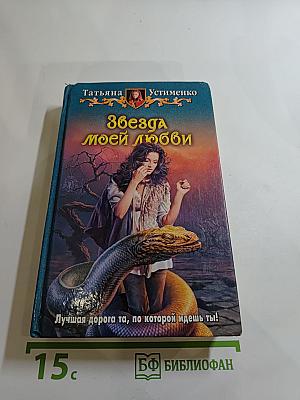 Татьяна Устименко
Звезда
моей любви
Лучшая дорога та, по которой идешь ты!
15с
БФ БИБЛИОФАН